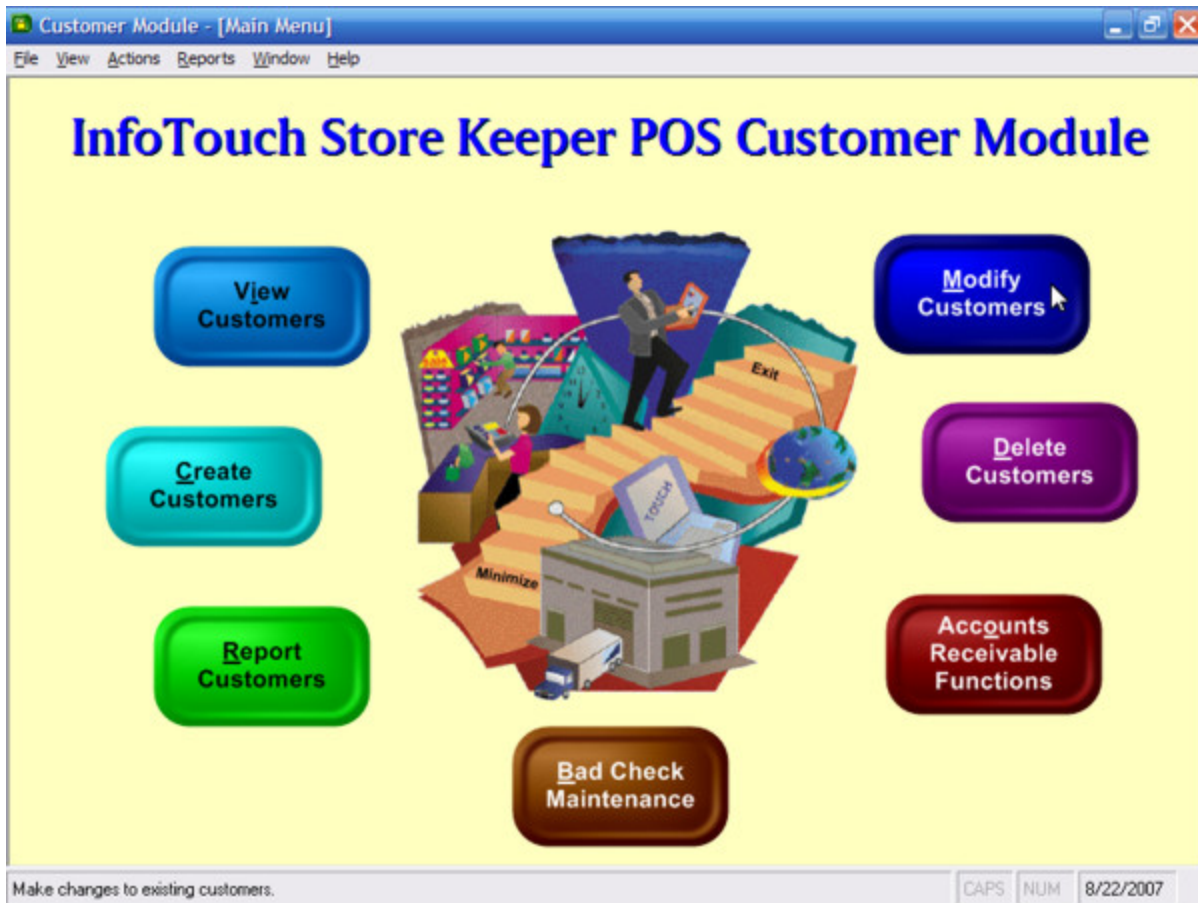 Customer Module - [Main Menu]
File View Actions Reports Window Help
InfoTouch Store Keeper POS Customer Module
View
Customers
Modify
Customers
Exit
Create
Customers
Delete
Customers
TOUCH
Minimize
Report
Customers
Accounts
Receivable
Functions
Bad Check
Maintenance
Make changes to existing customers.
CAPS NUM 8/22/2007